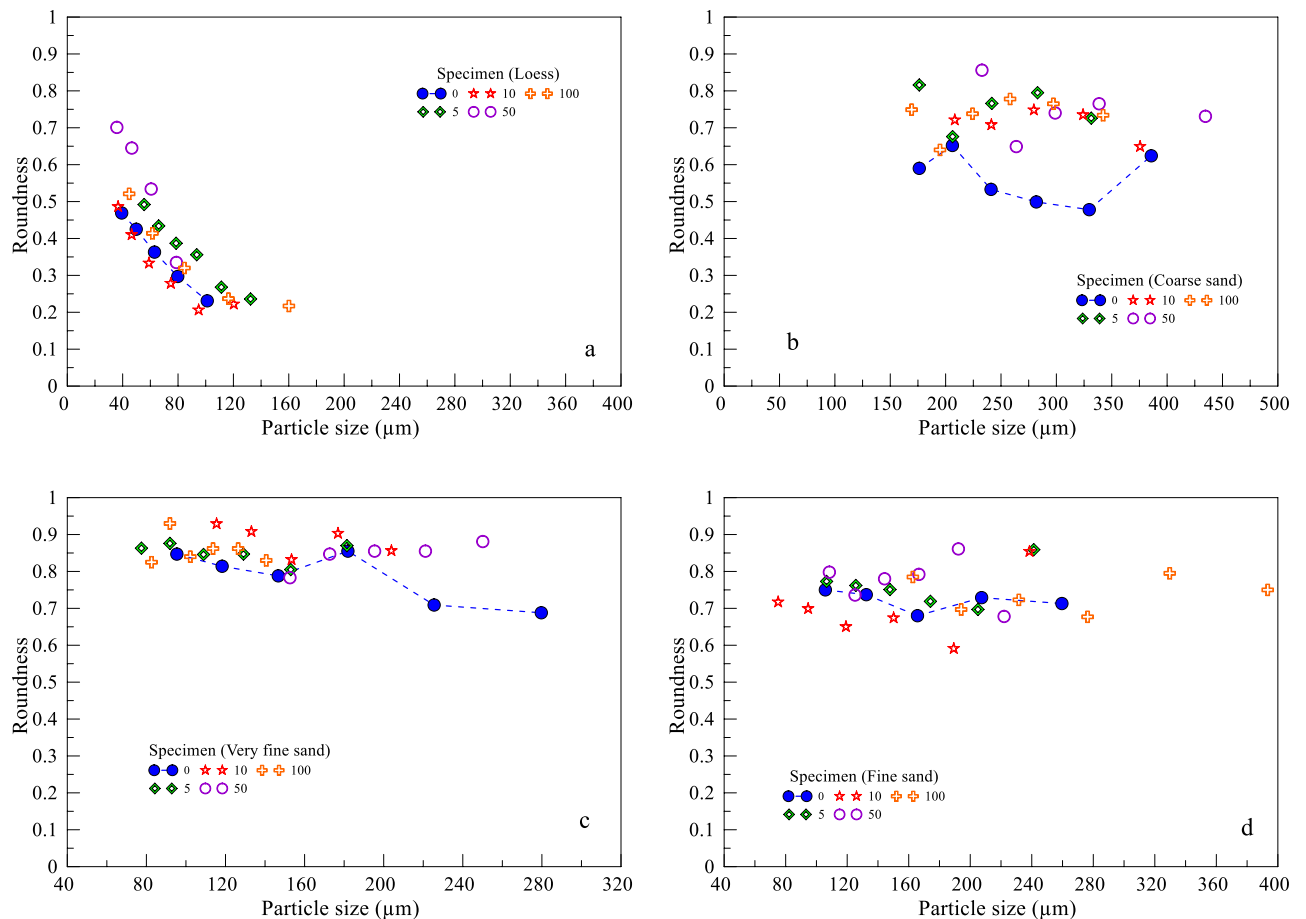 1
0.9
0.8
0.7
0.6
0.5
0.4
0.3
0.2
0.1
0
Roundness
Specimen (Loess)
0 10 100
5 50
a
0 40 80 120 160 200 240 280 320 360 400
Particle size (µm)
1
0.9
0.8
0.7
0.6
0.5
0.4
0.3
0.2
0.1
0
Roundness
Specimen (Coarse sand)
0 10 100
5 50
b
0 50 100 150 200 250 300 350 400 450 500
Particle size (µm)
1
0.9
0.8
0.7
0.6
0.5
0.4
0.3
0.2
0.1
0
Roundness
Specimen (Very fine sand)
0 10 100
5 50
c
40 80 120 160 200 240 280 320
Particle size (µm)
1
0.9
0.8
0.7
0.6
0.5
0.4
0.3
0.2
0.1
0
Roundness
Specimen (Fine sand)
0 10 100
5 50
d
40 80 120 160 200 240 280 320 360 400
Particle size (µm)